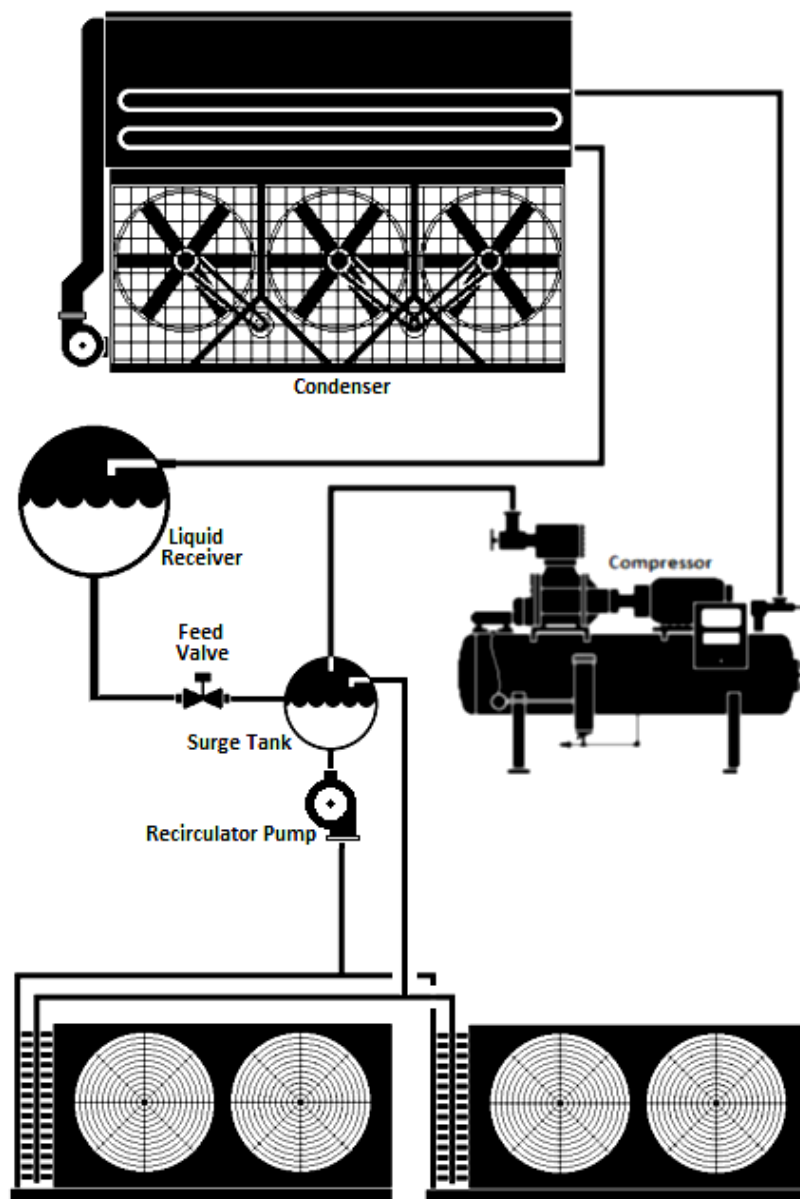 Condenser
Liquid
Receiver
Compressor
Feed
Valve
Surge Tank
Recirculator Pump